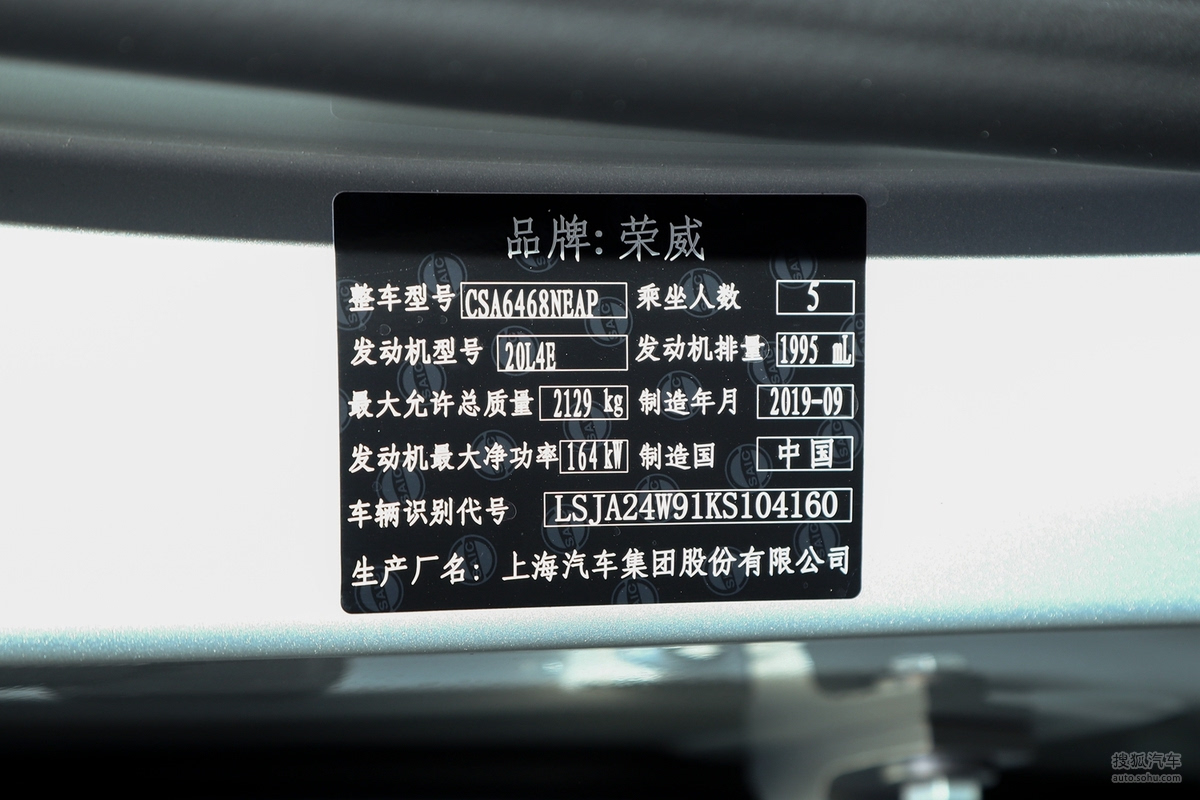 品牌: 荣威
整车型号 CSA6468NEAP 乘坐人数 5
发动机型号 20L4E 发动机排量 1995 mL
最大允许总质量 2129 kg 制造年月 2019-09
发动机最大净功率 164 kW 制造国 中国
车辆识别代号 LSJA24W91KS104160
生产厂名: 上海汽车集团股份有限公司
搜狐汽车
auto.sohu.com